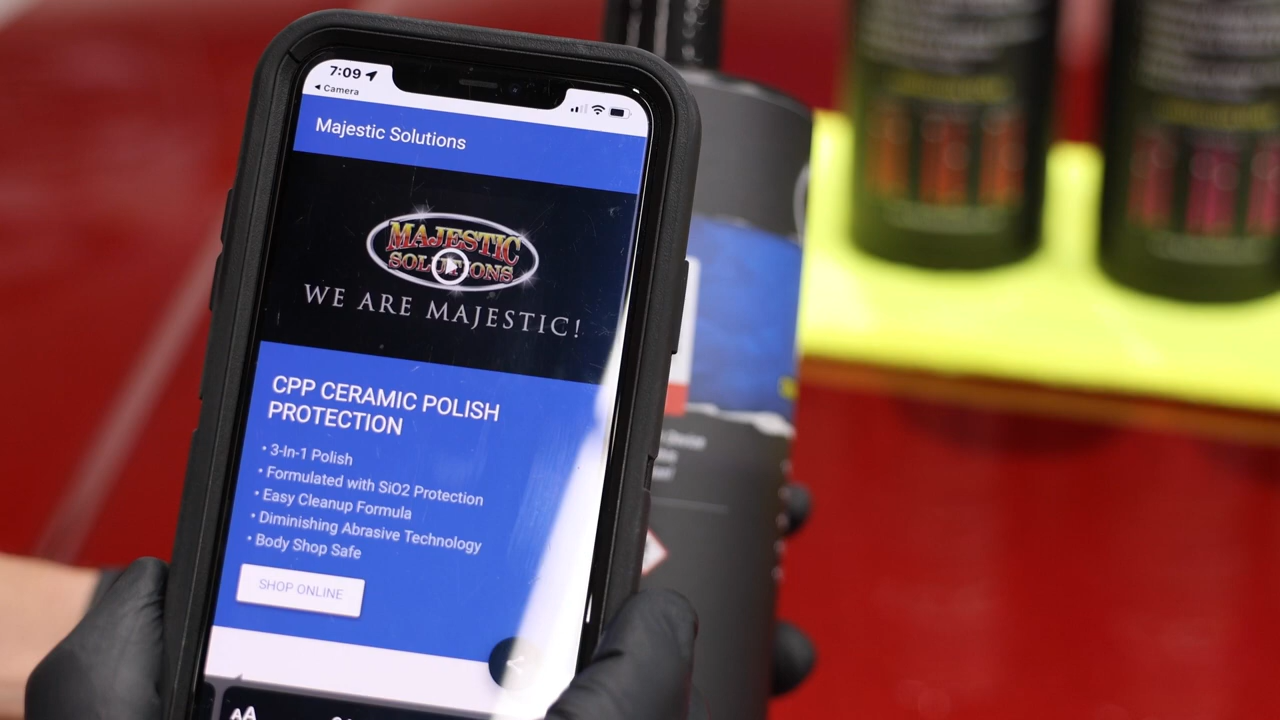 7:09
Camera
Majestic Solutions
MAJESTIC
SOLUTIONS
WE ARE MAJESTIC!
CPP CERAMIC POLISH
PROTECTION
• 3-In-1 Polish
• Formulated with SiO2 Protection
• Easy Cleanup Formula
• Diminishing Abrasive Technology
• Body Shop Safe
SHOP ONLINE
AA